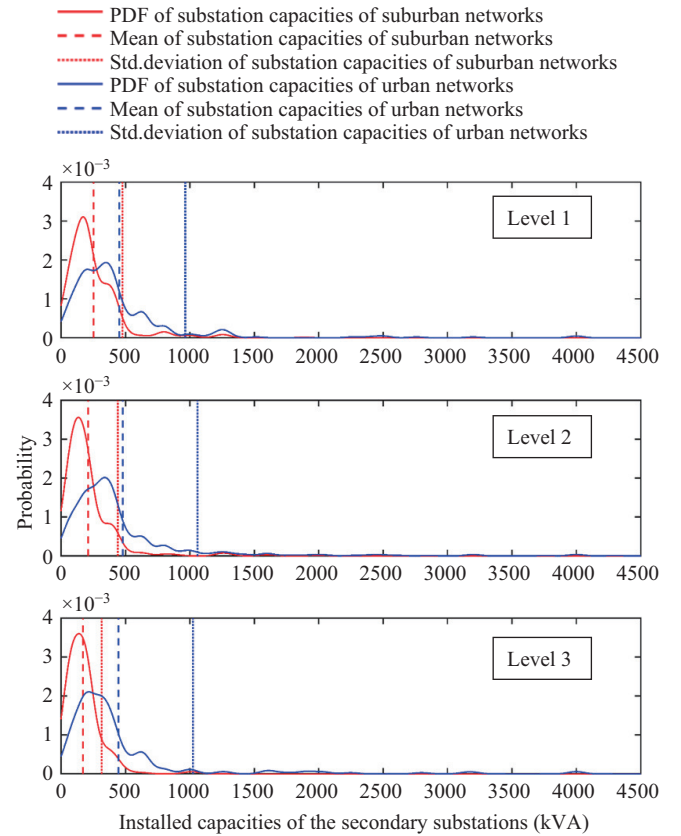 PDF of substation capacities of suburban networks
Mean of substation capacities of suburban networks
Std.deviation of substation capacities of suburban networks
PDF of substation capacities of urban networks
Mean of substation capacities of urban networks
Std.deviation of substation capacities of urban networks
×10⁻³
4
3
2
1
0
Level 1
0 500 1000 1500 2000 2500 3000 3500 4000 4500
×10⁻³
4
3
2
1
0
Level 2
Probability
0 500 1000 1500 2000 2500 3000 3500 4000 4500
×10⁻³
4
3
2
1
0
Level 3
0 500 1000 1500 2000 2500 3000 3500 4000 4500
Installed capacities of the secondary substations (kVA)